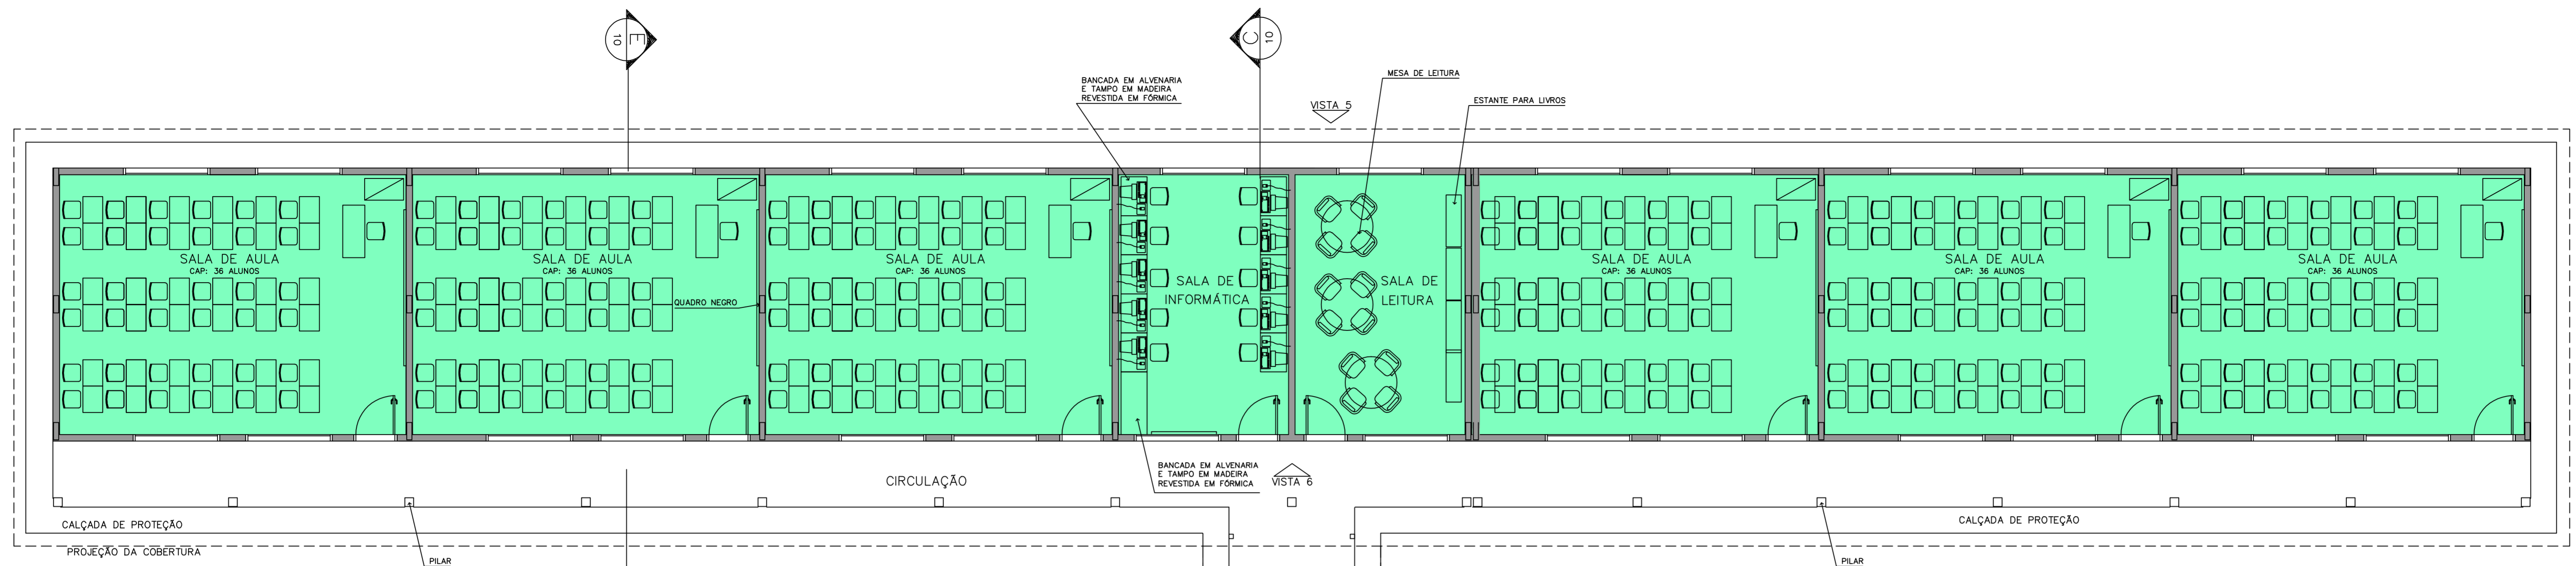 E
10
C
10
BANCADA EM ALVENARIA
E TAMPO EM MADEIRA
REVESTIDA EM FÓRMICA
MESA DE LEITURA
ESTANTE PARA LIVROS
VISTA 5
SALA DE AULA
CAP: 36 ALUNOS
SALA DE AULA
CAP: 36 ALUNOS
SALA DE AULA
CAP: 36 ALUNOS
SALA DE
INFORMÁTICA
SALA DE
LEITURA
SALA DE AULA
CAP: 36 ALUNOS
SALA DE AULA
CAP: 36 ALUNOS
SALA DE AULA
CAP: 36 ALUNOS
QUADRO NEGRO
CIRCULAÇÃO
BANCADA EM ALVENARIA
E TAMPO EM MADEIRA
REVESTIDA EM FÓRMICA
VISTA 6
CALÇADA DE PROTEÇÃO
CALÇADA DE PROTEÇÃO
PROJEÇÃO DA COBERTURA
PILAR
PILAR